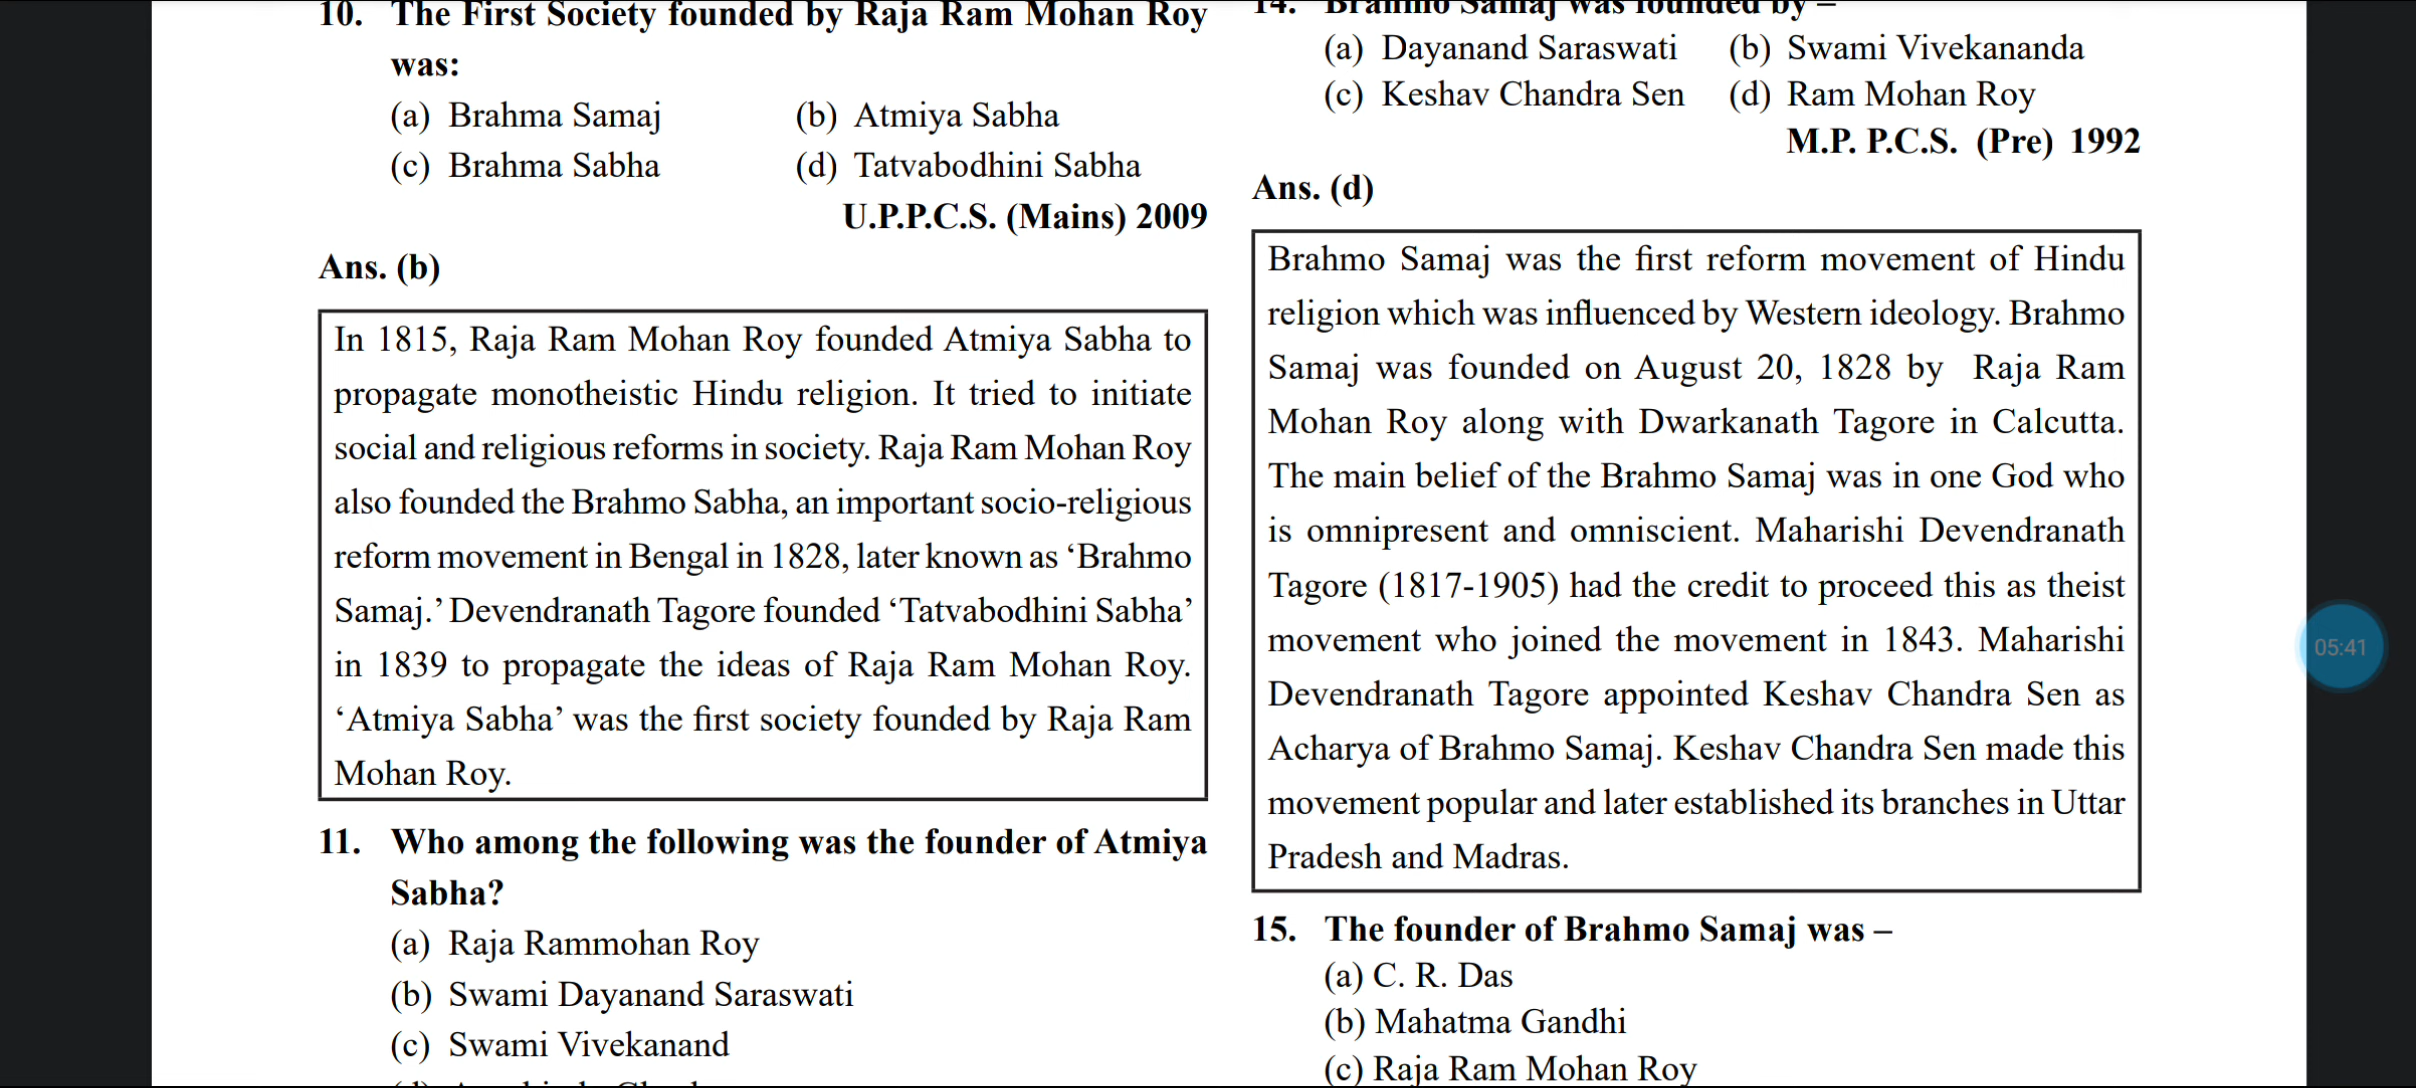 10. The First Society founded by Raja Ram Mohan Roy
was:
(a) Brahma Samaj (b) Atmiya Sabha
(c) Brahma Sabha (d) Tatvabodhini Sabha
U.P.P.C.S. (Mains) 2009
Ans. (b)
In 1815, Raja Ram Mohan Roy founded Atmiya Sabha to
propagate monotheistic Hindu religion. It tried to initiate
social and religious reforms in society. Raja Ram Mohan Roy
also founded the Brahmo Sabha, an important socio-religious
reform movement in Bengal in 1828, later known as ‘Brahmo
Samaj.’ Devendranath Tagore founded ‘Tatvabodhini Sabha’
in 1839 to propagate the ideas of Raja Ram Mohan Roy.
‘Atmiya Sabha’ was the first society founded by Raja Ram
Mohan Roy.
11. Who among the following was the founder of Atmiya
Sabha?
(a) Raja Rammohan Roy
(b) Swami Dayanand Saraswati
(c) Swami Vivekanand
14. Brahmo Samaj was founded by –
(a) Dayanand Saraswati (b) Swami Vivekananda
(c) Keshav Chandra Sen (d) Ram Mohan Roy
M.P. P.C.S. (Pre) 1992
Ans. (d)
Brahmo Samaj was the first reform movement of Hindu
religion which was influenced by Western ideology. Brahmo
Samaj was founded on August 20, 1828 by Raja Ram
Mohan Roy along with Dwarkanath Tagore in Calcutta.
The main belief of the Brahmo Samaj was in one God who
is omnipresent and omniscient. Maharishi Devendranath
Tagore (1817-1905) had the credit to proceed this as theist
movement who joined the movement in 1843. Maharishi
Devendranath Tagore appointed Keshav Chandra Sen as
Acharya of Brahmo Samaj. Keshav Chandra Sen made this
movement popular and later established its branches in Uttar
Pradesh and Madras.
15. The founder of Brahmo Samaj was –
(a) C. R. Das
(b) Mahatma Gandhi
(c) Raja Ram Mohan Roy
05:41